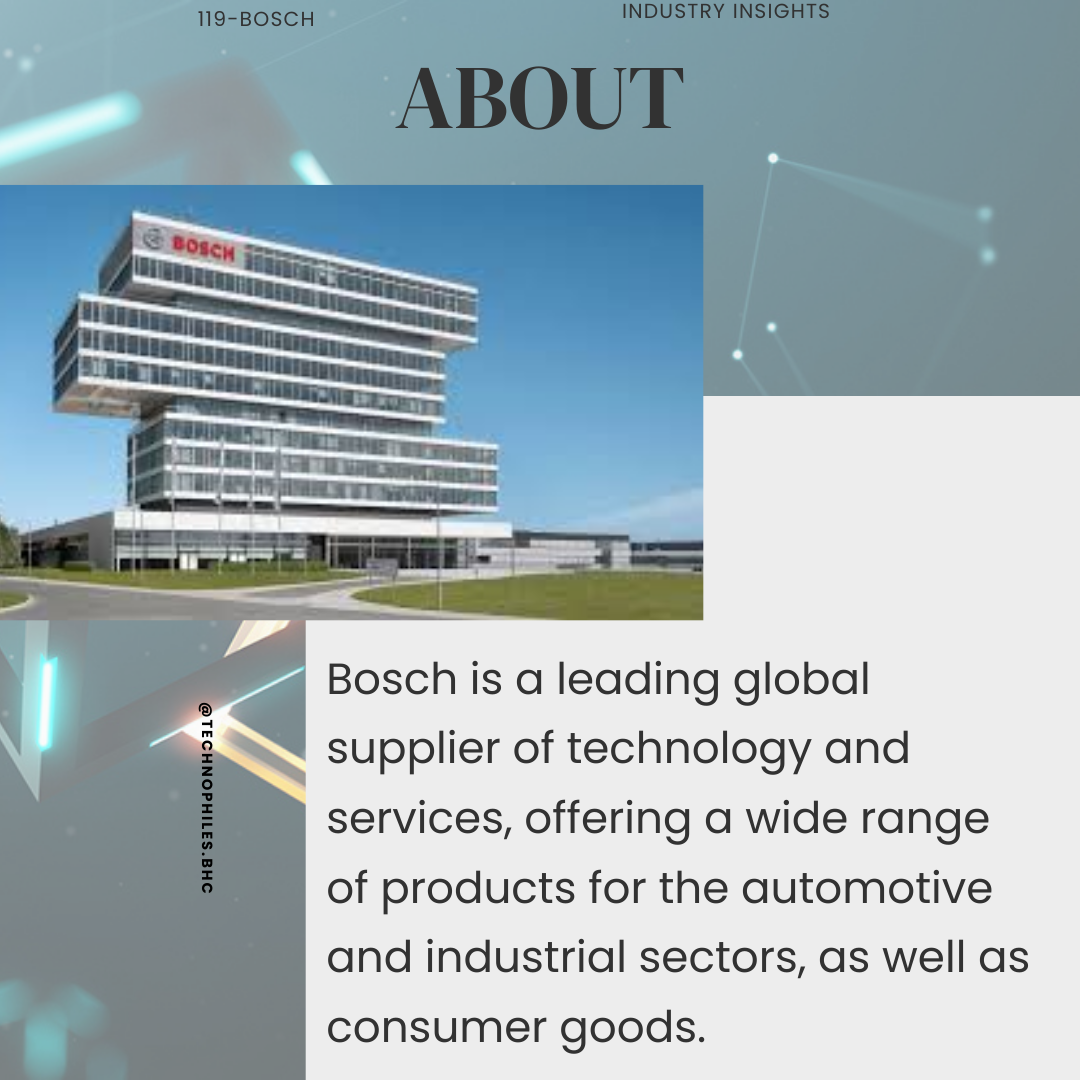 119-BOSCH
INDUSTRY INSIGHTS
ABOUT
BOSCH
Bosch is a leading global
supplier of technology and
services, offering a wide range
of products for the automotive
and industrial sectors, as well as
consumer goods.
@TECHNOPHILES.BHC